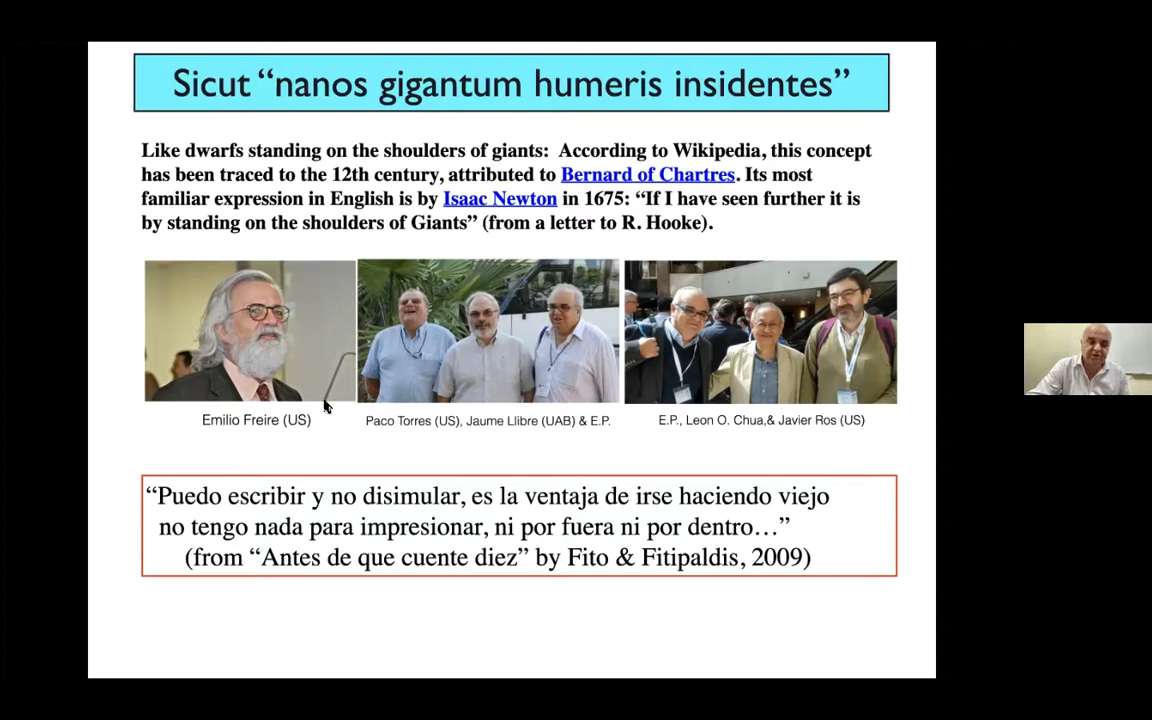 Sicut “nanos gigantum humeris insidentes”
Like dwarfs standing on the shoulders of giants: According to Wikipedia, this concept
has been traced to the 12th century, attributed to Bernard of Chartres. Its most
familiar expression in English is by Isaac Newton in 1675: “If I have seen further it is
by standing on the shoulders of Giants” (from a letter to R. Hooke).
Emilio Freire (US)
Paco Torres (US), Jaume Llibre (UAB) & E.P.
E.P., Leon O. Chua,& Javier Ros (US)
“Puedo escribir y no disimular, es la ventaja de irse haciendo viejo
no tengo nada para impresionar, ni por fuera ni por dentro…”
(from “Antes de que cuente diez” by Fito & Fitipaldis, 2009)